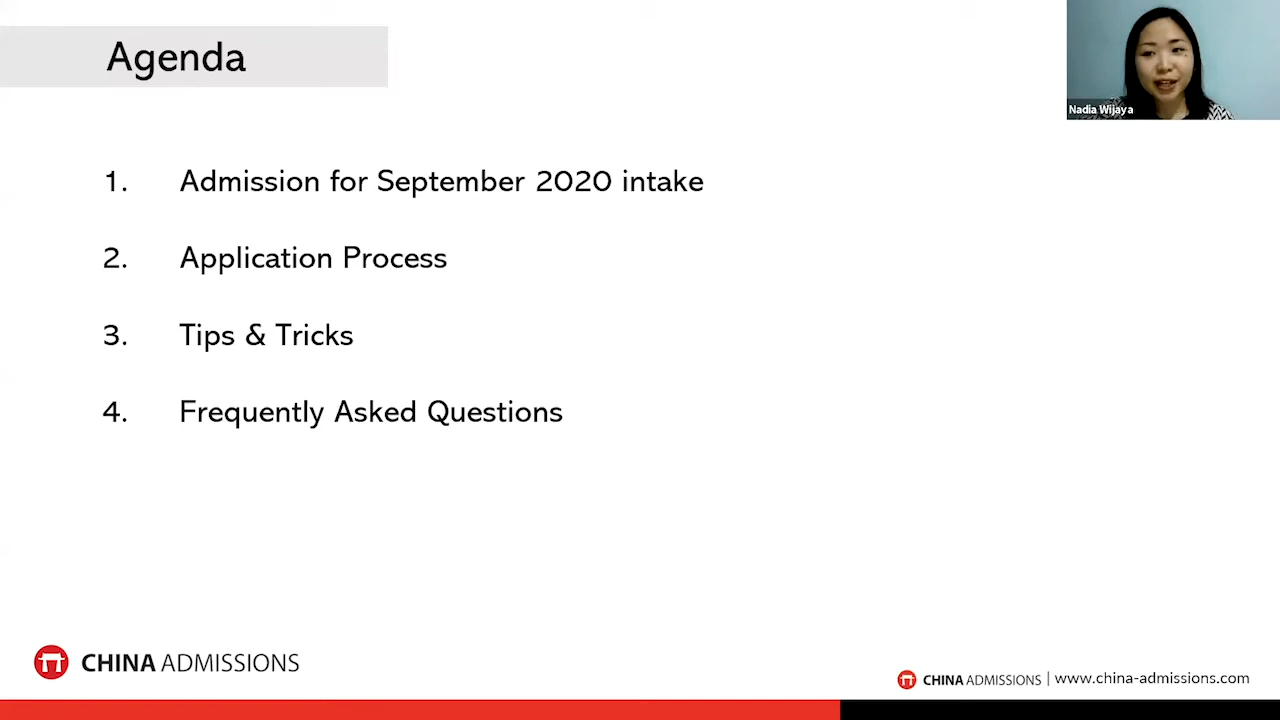 Agenda
Nadia Wijaya
1. Admission for September 2020 intake
2. Application Process
3. Tips & Tricks
4. Frequently Asked Questions
CHINA ADMISSIONS
CHINA ADMISSIONS | www.china-admissions.com